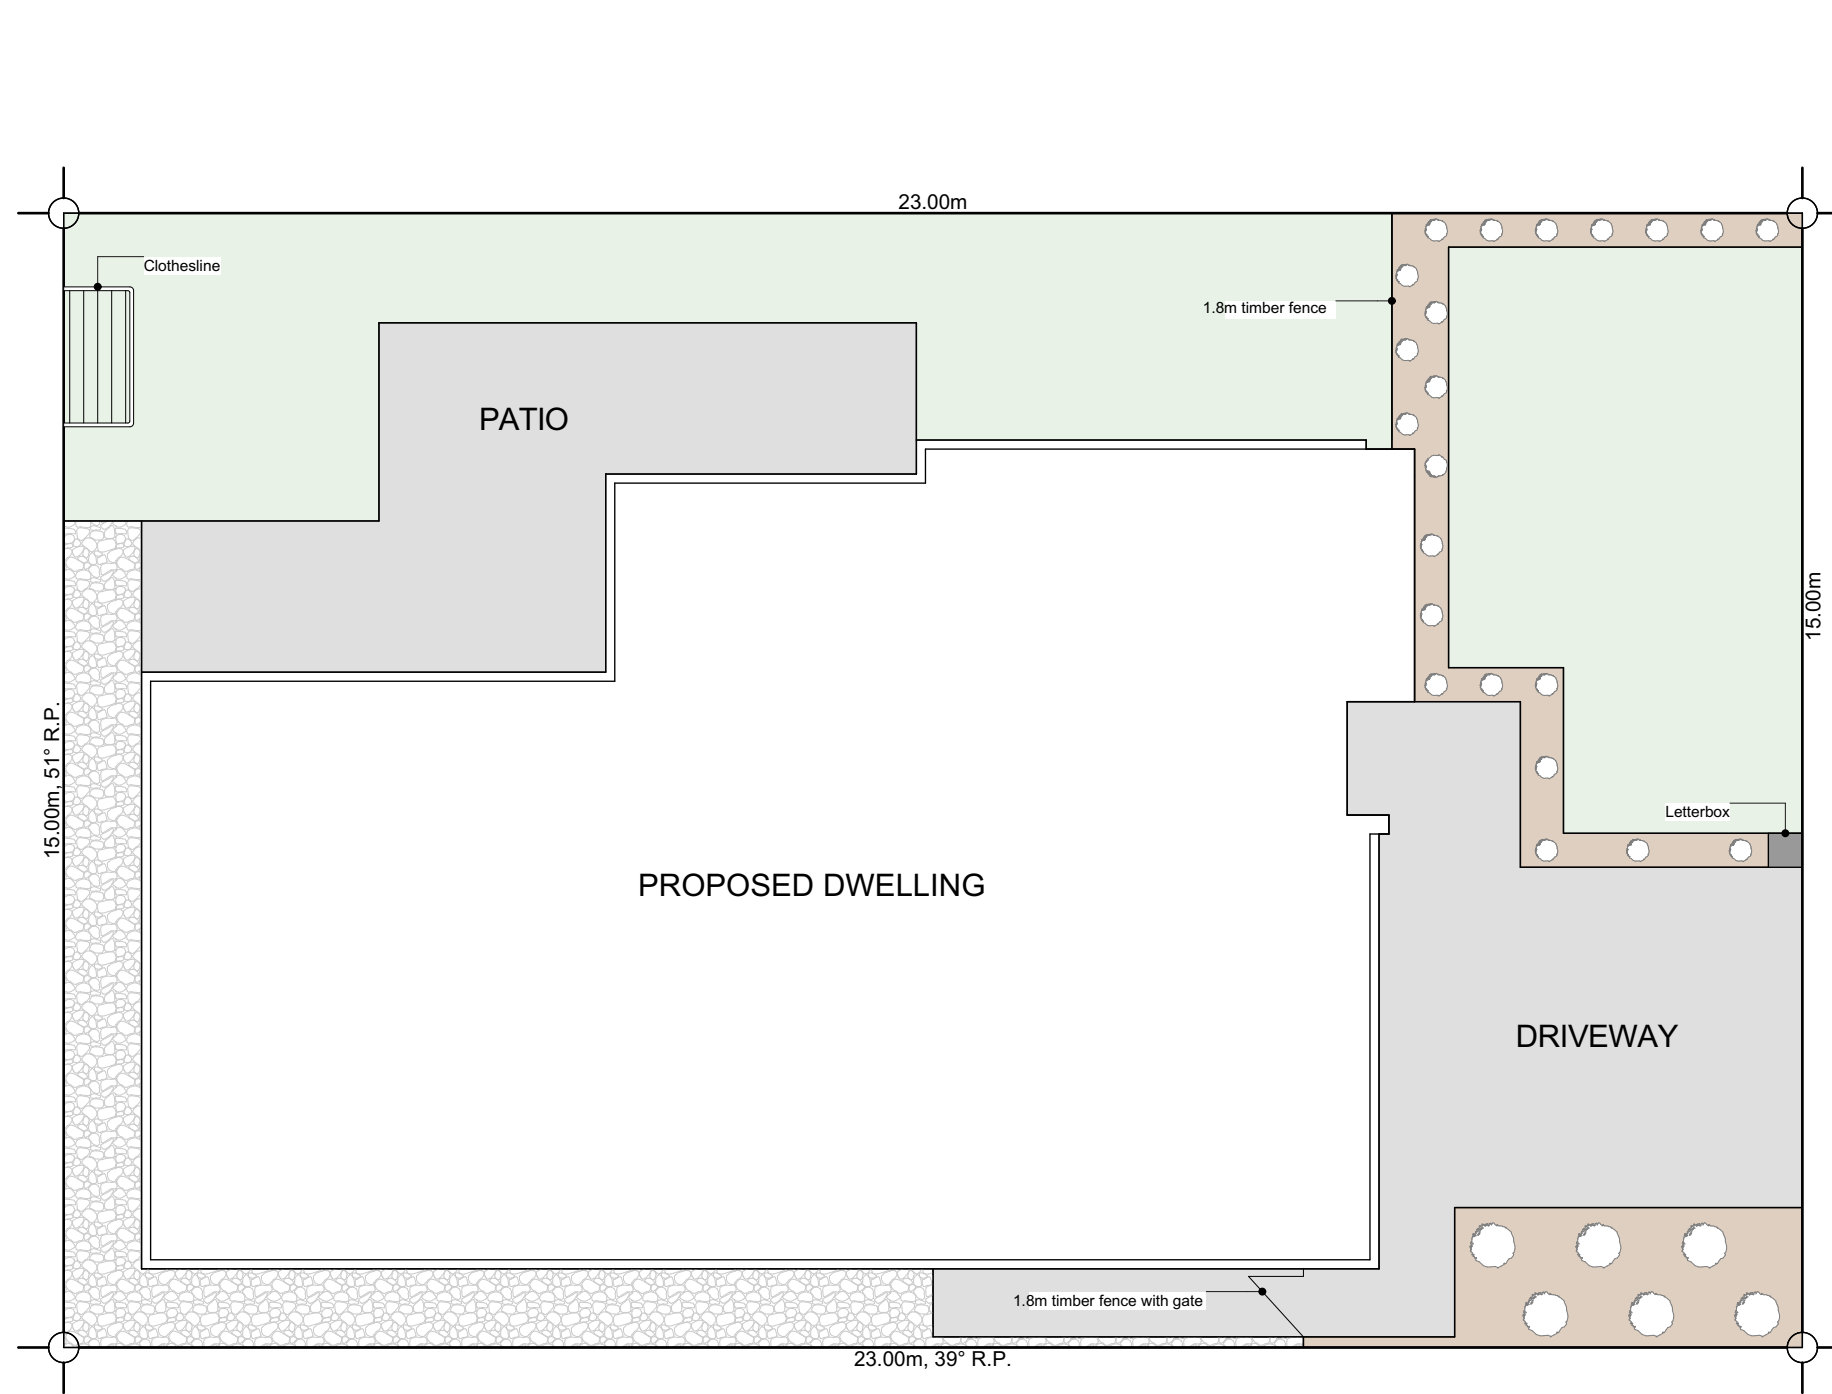 23.00m
Clothesline
1.8m timber fence
PATIO
15.00m
15.00m, 51° R.P.
Letterbox
PROPOSED DWELLING
DRIVEWAY
1.8m timber fence with gate
23.00m, 39° R.P.